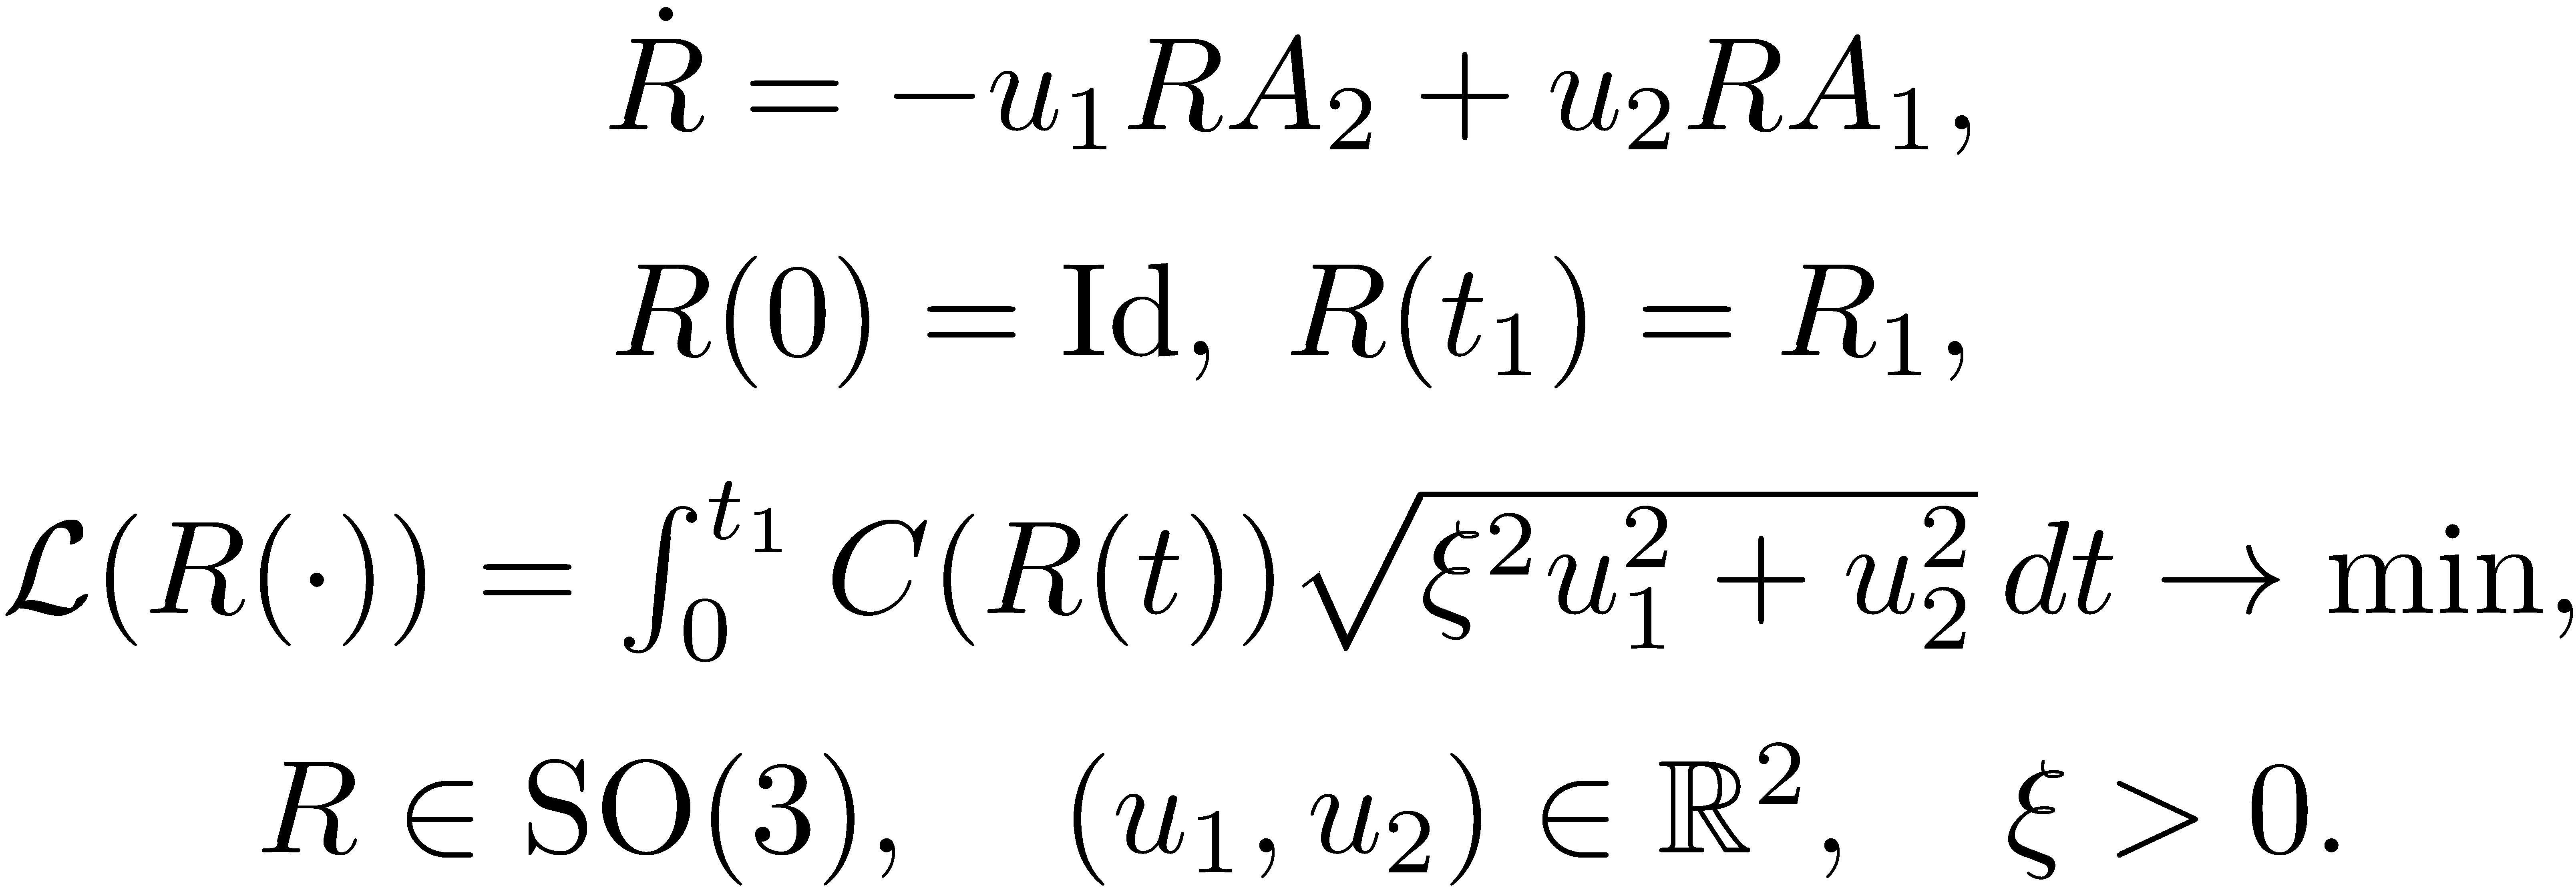 Ṙ = −u₁RA₂ + u₂RA₁,
R(0) = Id, R(t₁) = R₁,
ℒ(R(·)) = ∫₀^{t₁} C(R(t))√(ξ²u₁² + u₂²) dt → min,
R ∈ SO(3), (u₁, u₂) ∈ ℝ², ξ > 0.